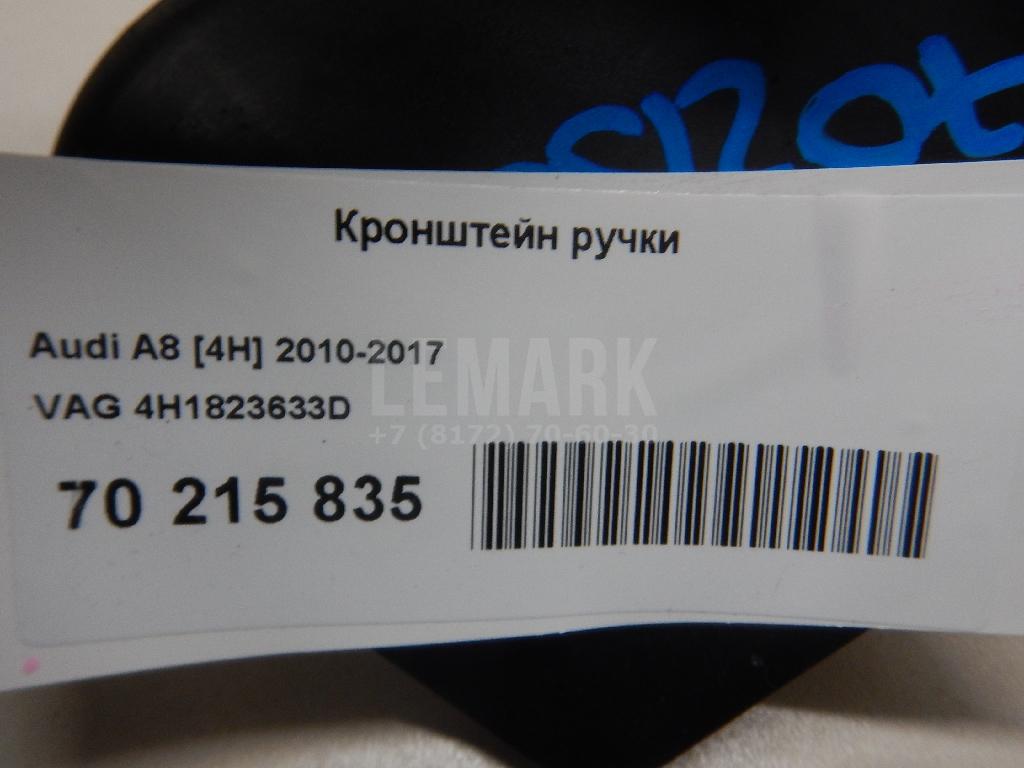 Кронштейн ручки
Audi A8 [4H] 2010-2017
VAG 4H1823633D
LEMARK
+7 (8172) 70-60-30
70 215 835